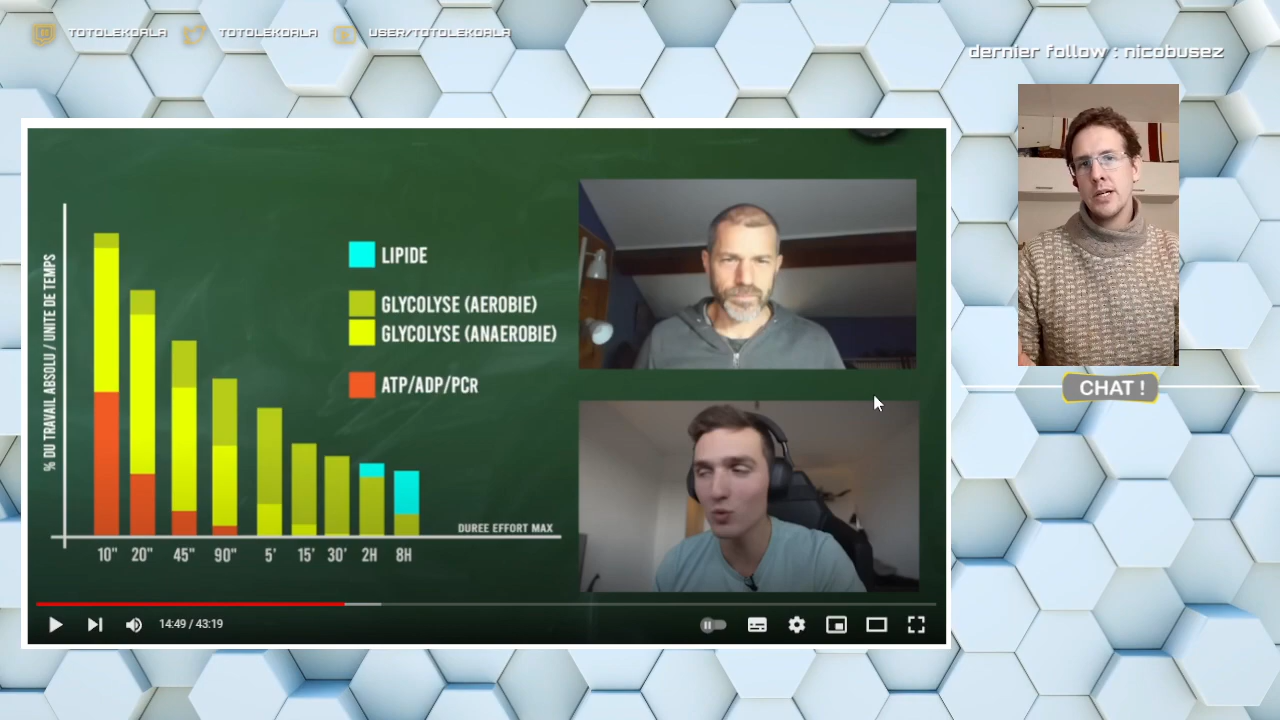 TOTOLEKOALA
TOTOLEKOALA
USER/TOTOLEKOALA
dernier follow : nicobusez
% DU TRAVAIL ABSOLU / UNITE DE TEMPS
LIPIDE
GLYCOLYSE (AEROBIE)
GLYCOLYSE (ANAEROBIE)
ATP/ADP/PCr
DUREE EFFORT MAX
10" 20" 45" 90" 5' 15' 30' 2H 8H
14:49 / 43:19
CHAT !